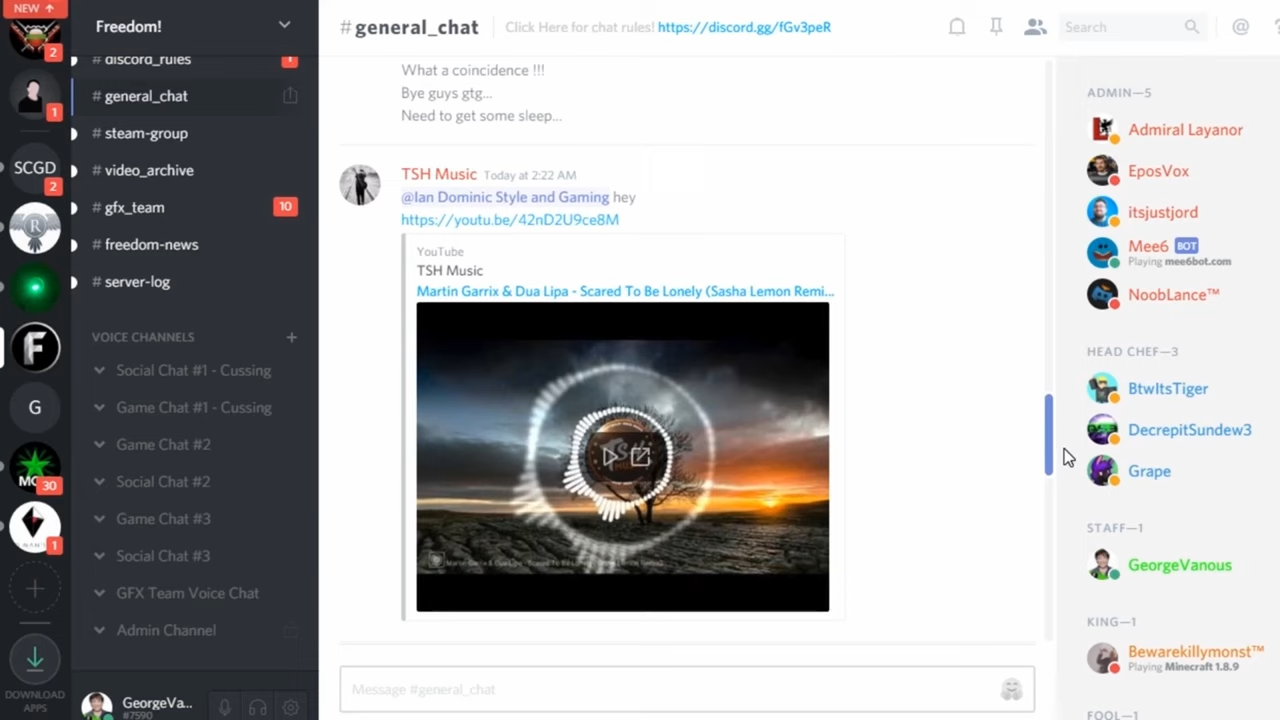 NEW ↑
2
1
SCGD
2
R
F
G
30
1
DOWNLOAD
APPS
Freedom!
# discord_rules
1
# general_chat
# steam-group
# video_archive
# gfx_team
10
# freedom-news
# server-log
VOICE CHANNELS
Social Chat #1 - Cussing
Game Chat #1 - Cussing
Game Chat #2
Social Chat #2
Game Chat #3
Social Chat #3
GFX Team Voice Chat
Admin Channel
GeorgeVa...
#7590
#general_chat
Click Here for chat rules! https://discord.gg/fGv3peR
Search
What a coincidence !!!
Bye guys gtg...
Need to get some sleep...
TSH Music Today at 2:22 AM
@Ian Dominic Style and Gaming hey
https://youtu.be/42nD2U9ce8M
YouTube
TSH Music
Martin Garrix & Dua Lipa - Scared To Be Lonely (Sasha Lemon Remi...
Message #general_chat
ADMIN—5
Admiral Layanor
EposVox
itsjustjord
Mee6 BOT
Playing mee6bot.com
NoobLance™
HEAD CHEF—3
BtwItsTiger
DecrepitSundew3
Grape
STAFF—1
GeorgeVanous
KING—1
Bewarekillymonst™
Playing Minecraft 1.8.9
FOOL—1